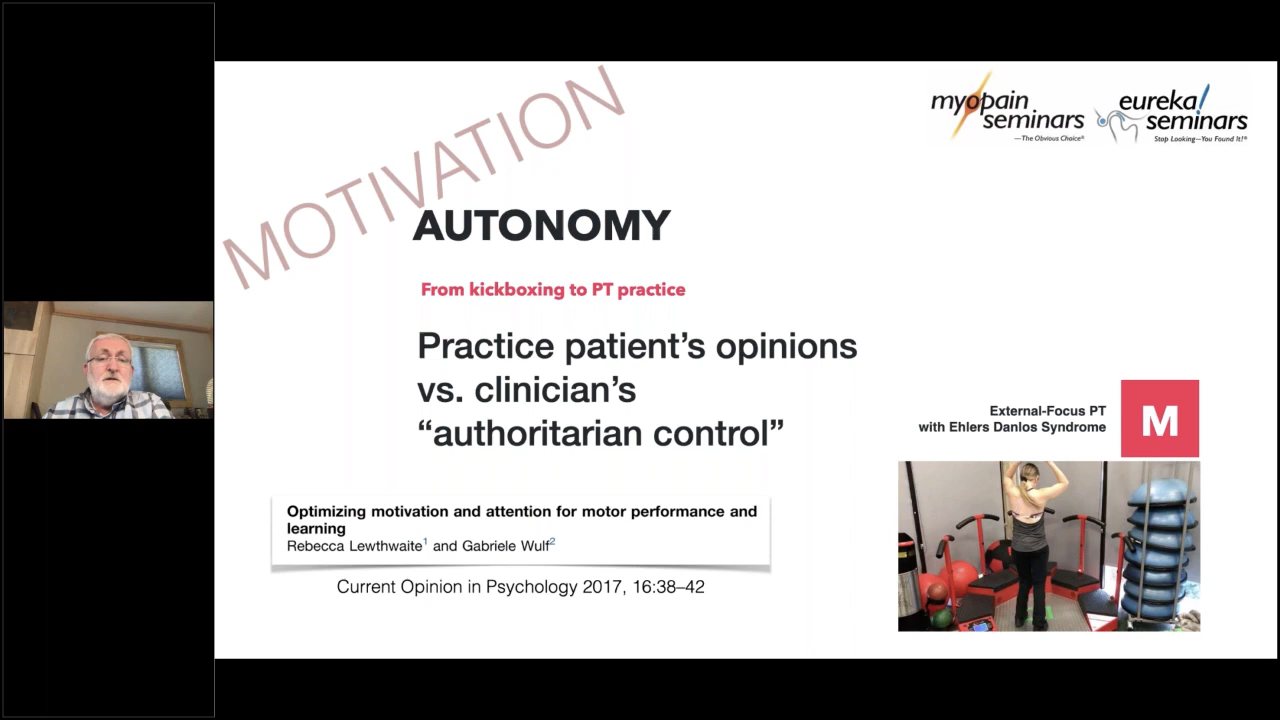 MOTIVATION
myopain
seminars
—The Obvious Choice®
eureka!
seminars
Stop Looking—You Found It!®
AUTONOMY
From kickboxing to PT practice
Practice patient’s opinions
vs. clinician’s
“authoritarian control”
External-Focus PT
with Ehlers Danlos Syndrome
M
Optimizing motivation and attention for motor performance and
learning
Rebecca Lewthwaite1 and Gabriele Wulf2
Current Opinion in Psychology 2017, 16:38–42